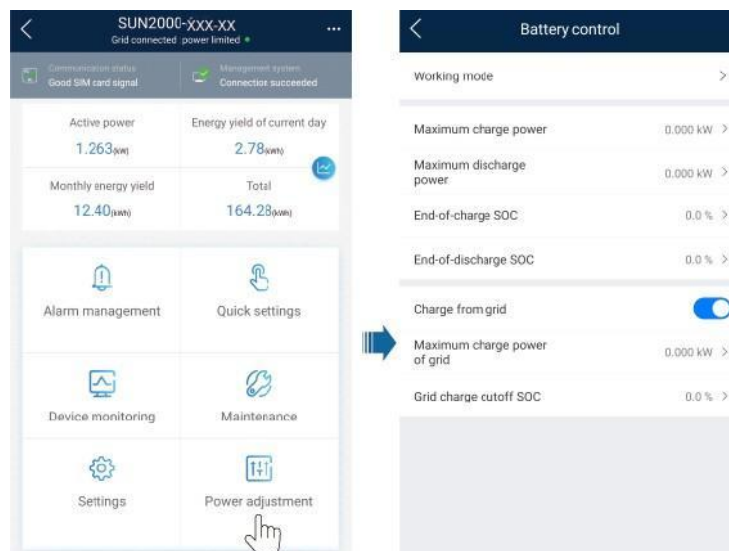 SUN2000-XXX-XX
Grid connected :power limited
Communication status
Management system
Good SIM card signal
Connection succeeded
Active power
Energy yield of current day
1.263(kW)
2.78(kWh)
Monthly energy yield
Total
12.40(kWh)
164.28(kWh)
Alarm management
Quick settings
Device monitoring
Maintenance
Settings
Power adjustment
Battery control
Working mode
Maximum charge power
0.000 kW
Maximum discharge
power
0.000 kW
End-of-charge SOC
0.0 %
End-of-discharge SOC
0.0 %
Charge from grid
Maximum charge power
of grid
0.000 kW
Grid charge cutoff SOC
0.0 %